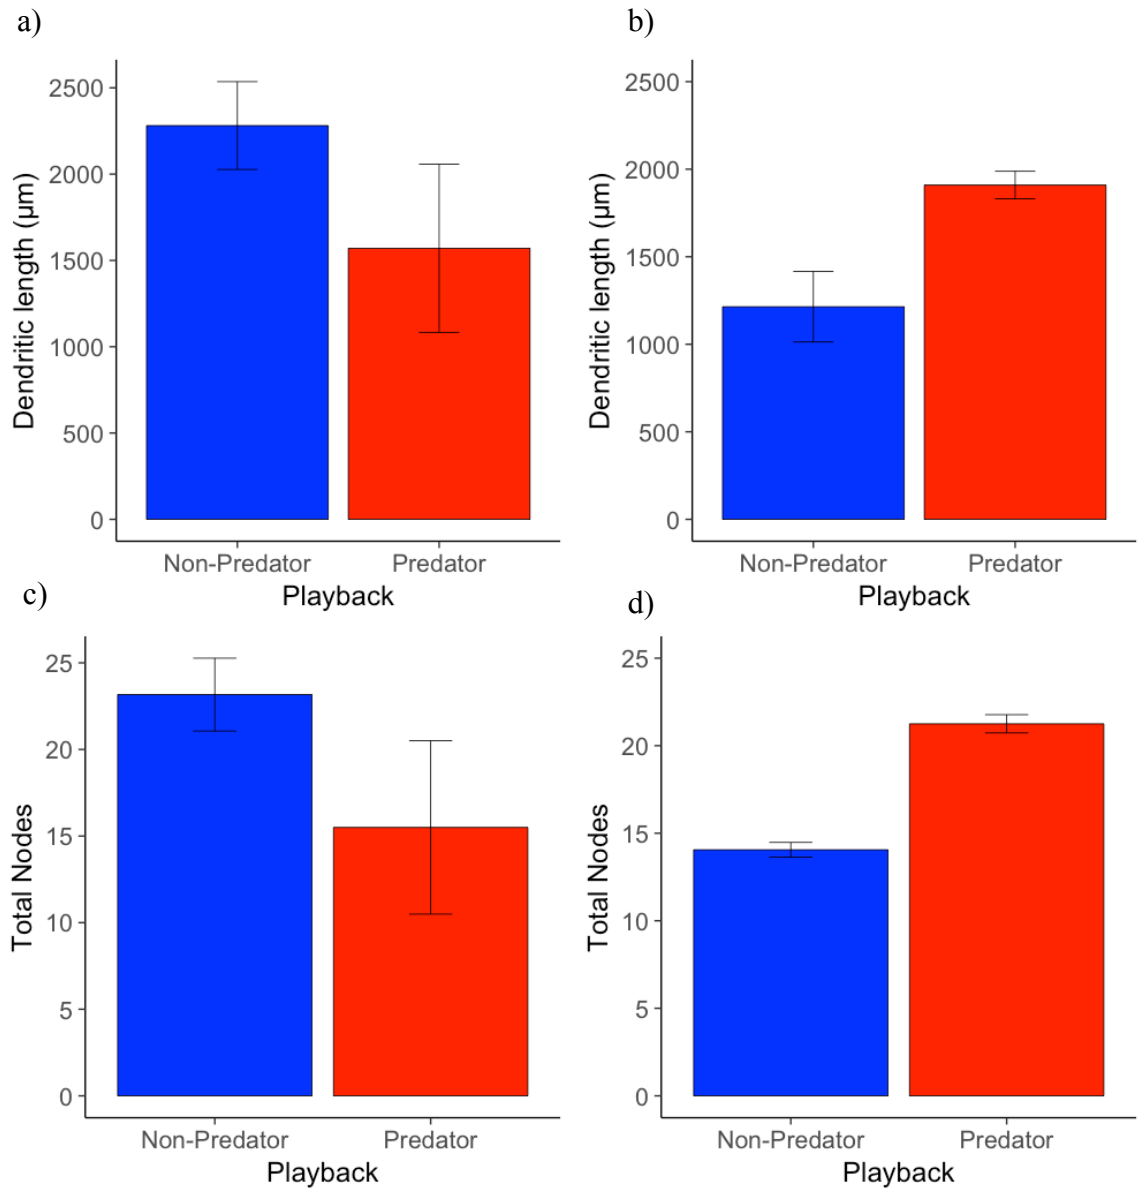 a)
2500
2000
1500
1000
500
0
Dendritic length (μm)
Non-Predator Predator
Playback
b)
2500
2000
1500
1000
500
0
Dendritic length (μm)
Non-Predator Predator
Playback
c)
25
20
15
10
5
0
Total Nodes
Non-Predator Predator
Playback
d)
25
20
15
10
5
0
Total Nodes
Non-Predator Predator
Playback